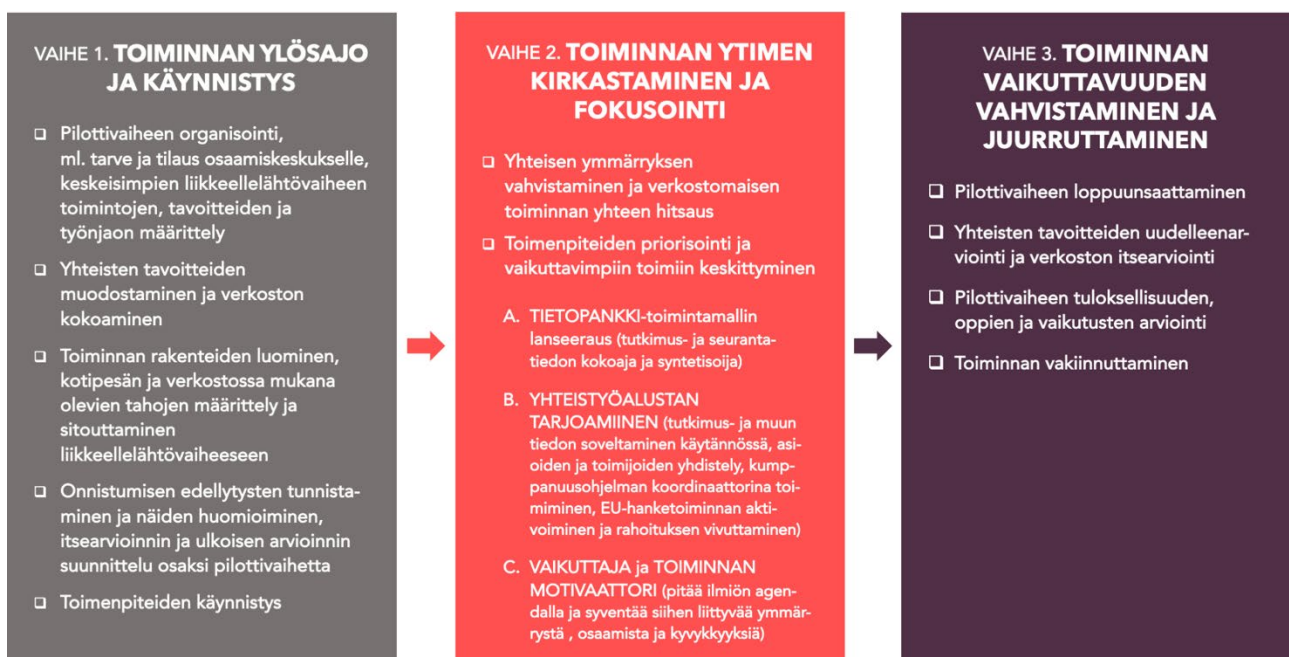 VAIHE 1. TOIMINNAN YLÖSAJO
JA KÄYNNISTYS
❑ Pilottivaiheen organisointi,
ml. tarve ja tilaus osaamiskeskukselle,
keskeisimpien liikkeellelähtövaiheen
toimintojen, tavoitteiden ja
työnjaon määrittely
❑ Yhteisten tavoitteiden
muodostaminen ja verkoston
kokoaminen
❑ Toiminnan rakenteiden luominen,
kotipesän ja verkostossa mukana
olevien tahojen määrittely ja
sitouttaminen
liikkeellelähtövaiheeseen
❑ Onnistumisen edellytysten tunnista-
minen ja näiden huomioiminen,
itsearvioinnin ja ulkoisen arvioinnin
suunnittelu osaksi pilottivaihetta
❑ Toimenpiteiden käynnistys
VAIHE 2. TOIMINNAN YTIMEN
KIRKASTAMINEN JA
FOKUSOINTI
❑ Yhteisen ymmärryksen
vahvistaminen ja verkostomaisen
toiminnan yhteen hitsaus
❑ Toimenpiteiden priorisointi ja
vaikuttavimpiin toimiin keskittyminen
A. TIETOPANKKI-toimintamallin
lanseeraus (tutkimus- ja seuranta-
tiedon kokoaja ja syntetisoija)
B. YHTEISTYÖALUSTAN
TARJOAMIINEN (tutkimus- ja muun
tiedon soveltaminen käytännössä, asi-
oiden ja toimijoiden yhdistely, kump-
panuusohjelman koordinaattorina toi-
miminen, EU-hanketoiminnan akti-
voiminen ja rahoituksen vivuttaminen)
C. VAIKUTTAJA ja TOIMINNAN
MOTIVAATTORI (pitää ilmiön agen-
dalla ja syventää siihen liittyvää ymmär-
rystä , osaamista ja kyvykkyyksiä)
VAIHE 3. TOIMINNAN
VAIKUTTAVUUDEN
VAHVISTAMINEN JA
JUURRUTTAMINEN
❑ Pilottivaiheen loppuunsaattaminen
❑ Yhteisten tavoitteiden uudelleenar-
viointi ja verkoston itsearviointi
❑ Pilottivaiheen tuloksellisuuden,
oppien ja vaikutusten arviointi
❑ Toiminnan vakiinnuttaminen